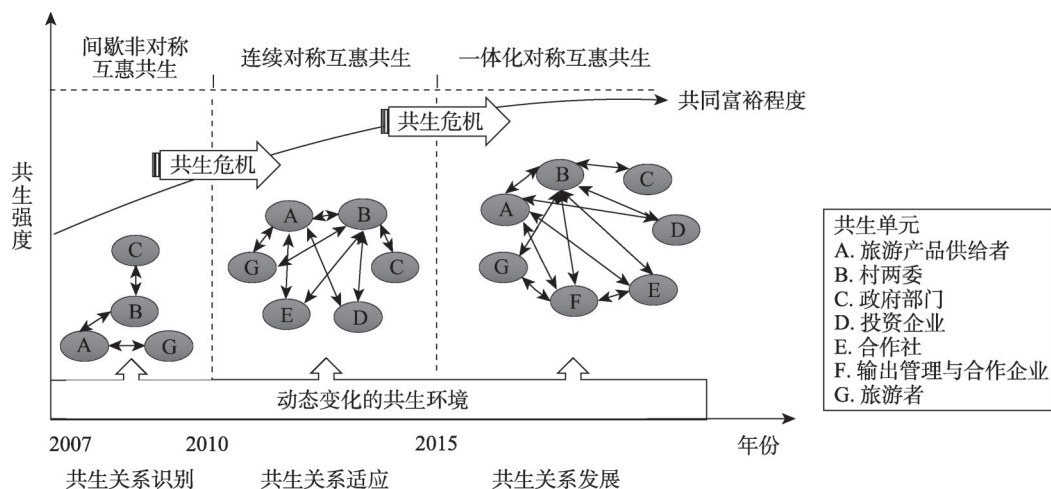 间歇非对称
互惠共生
连续对称互惠共生
一体化对称互惠共生
共同富裕程度
共生危机
共生危机
共生强度
C
B
A
G
A
B
G
C
E
D
B
C
A
D
G
E
F
共生单元
A. 旅游产品供给者
B. 村两委
C. 政府部门
D. 投资企业
E. 合作社
F. 输出管理与合作企业
G. 旅游者
动态变化的共生环境
2007
2010
2015
年份
共生关系识别
共生关系适应
共生关系发展